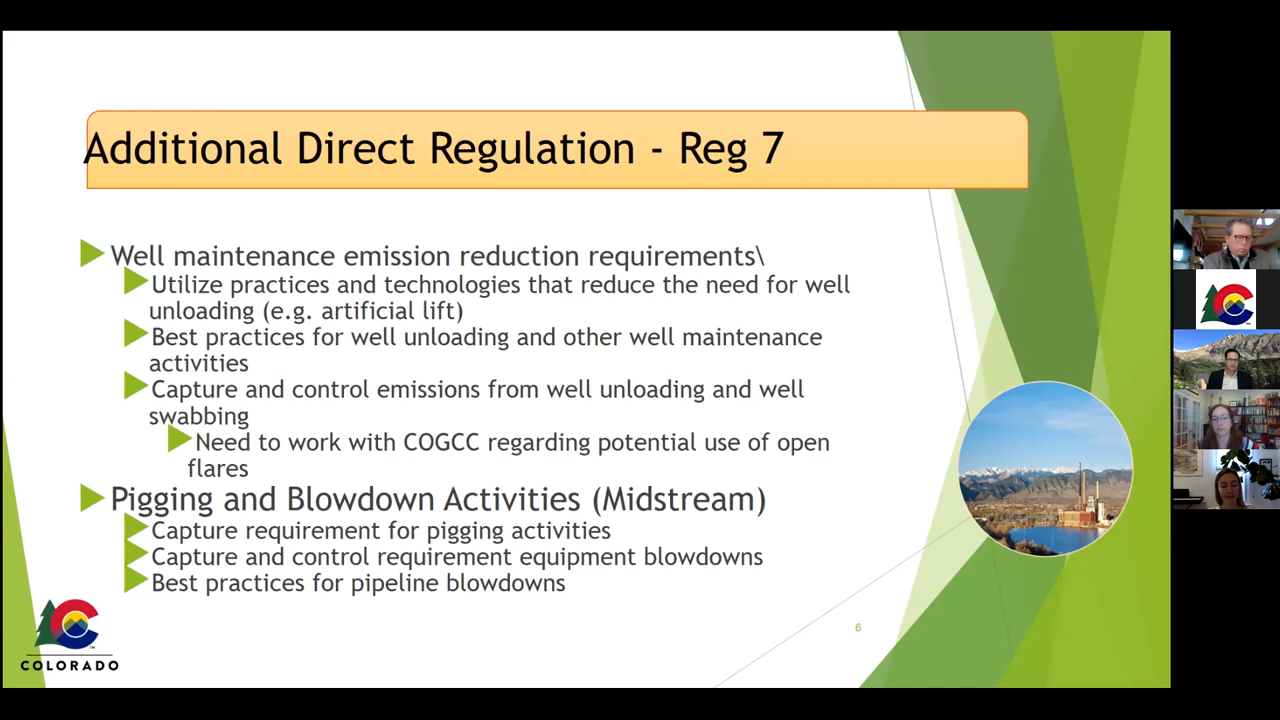 Additional Direct Regulation - Reg 7
Well maintenance emission reduction requirements\
Utilize practices and technologies that reduce the need for well
unloading (e.g. artificial lift)
Best practices for well unloading and other well maintenance
activities
Capture and control emissions from well unloading and well
swabbing
Need to work with COGCC regarding potential use of open
flares
Pigging and Blowdown Activities (Midstream)
Capture requirement for pigging activities
Capture and control requirement equipment blowdowns
Best practices for pipeline blowdowns
6
COLORADO